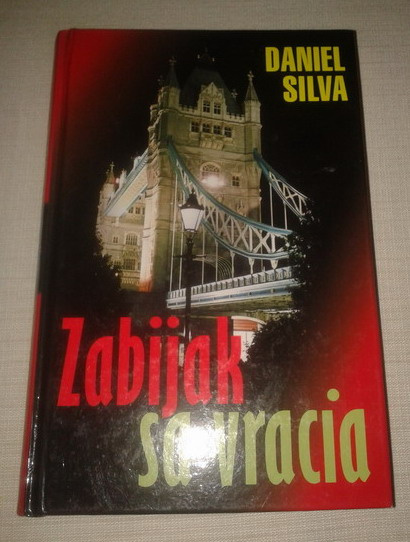 DANIEL
SILVA
Zabijak
sa vracia